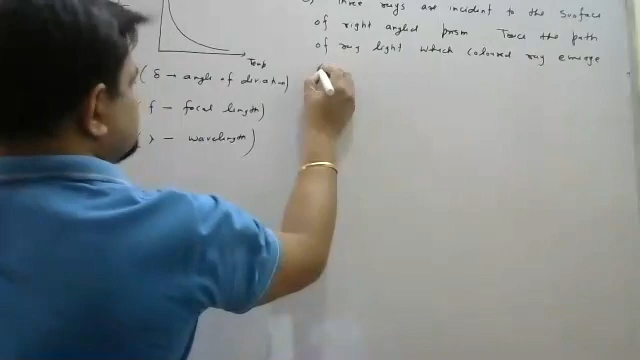 Temp
( δ → angle of deviation)
f - focal length)
λ - wavelength)
Three rays are incident to the surface
of right angled prism Trace the path
of ray light which coloured ray emerge